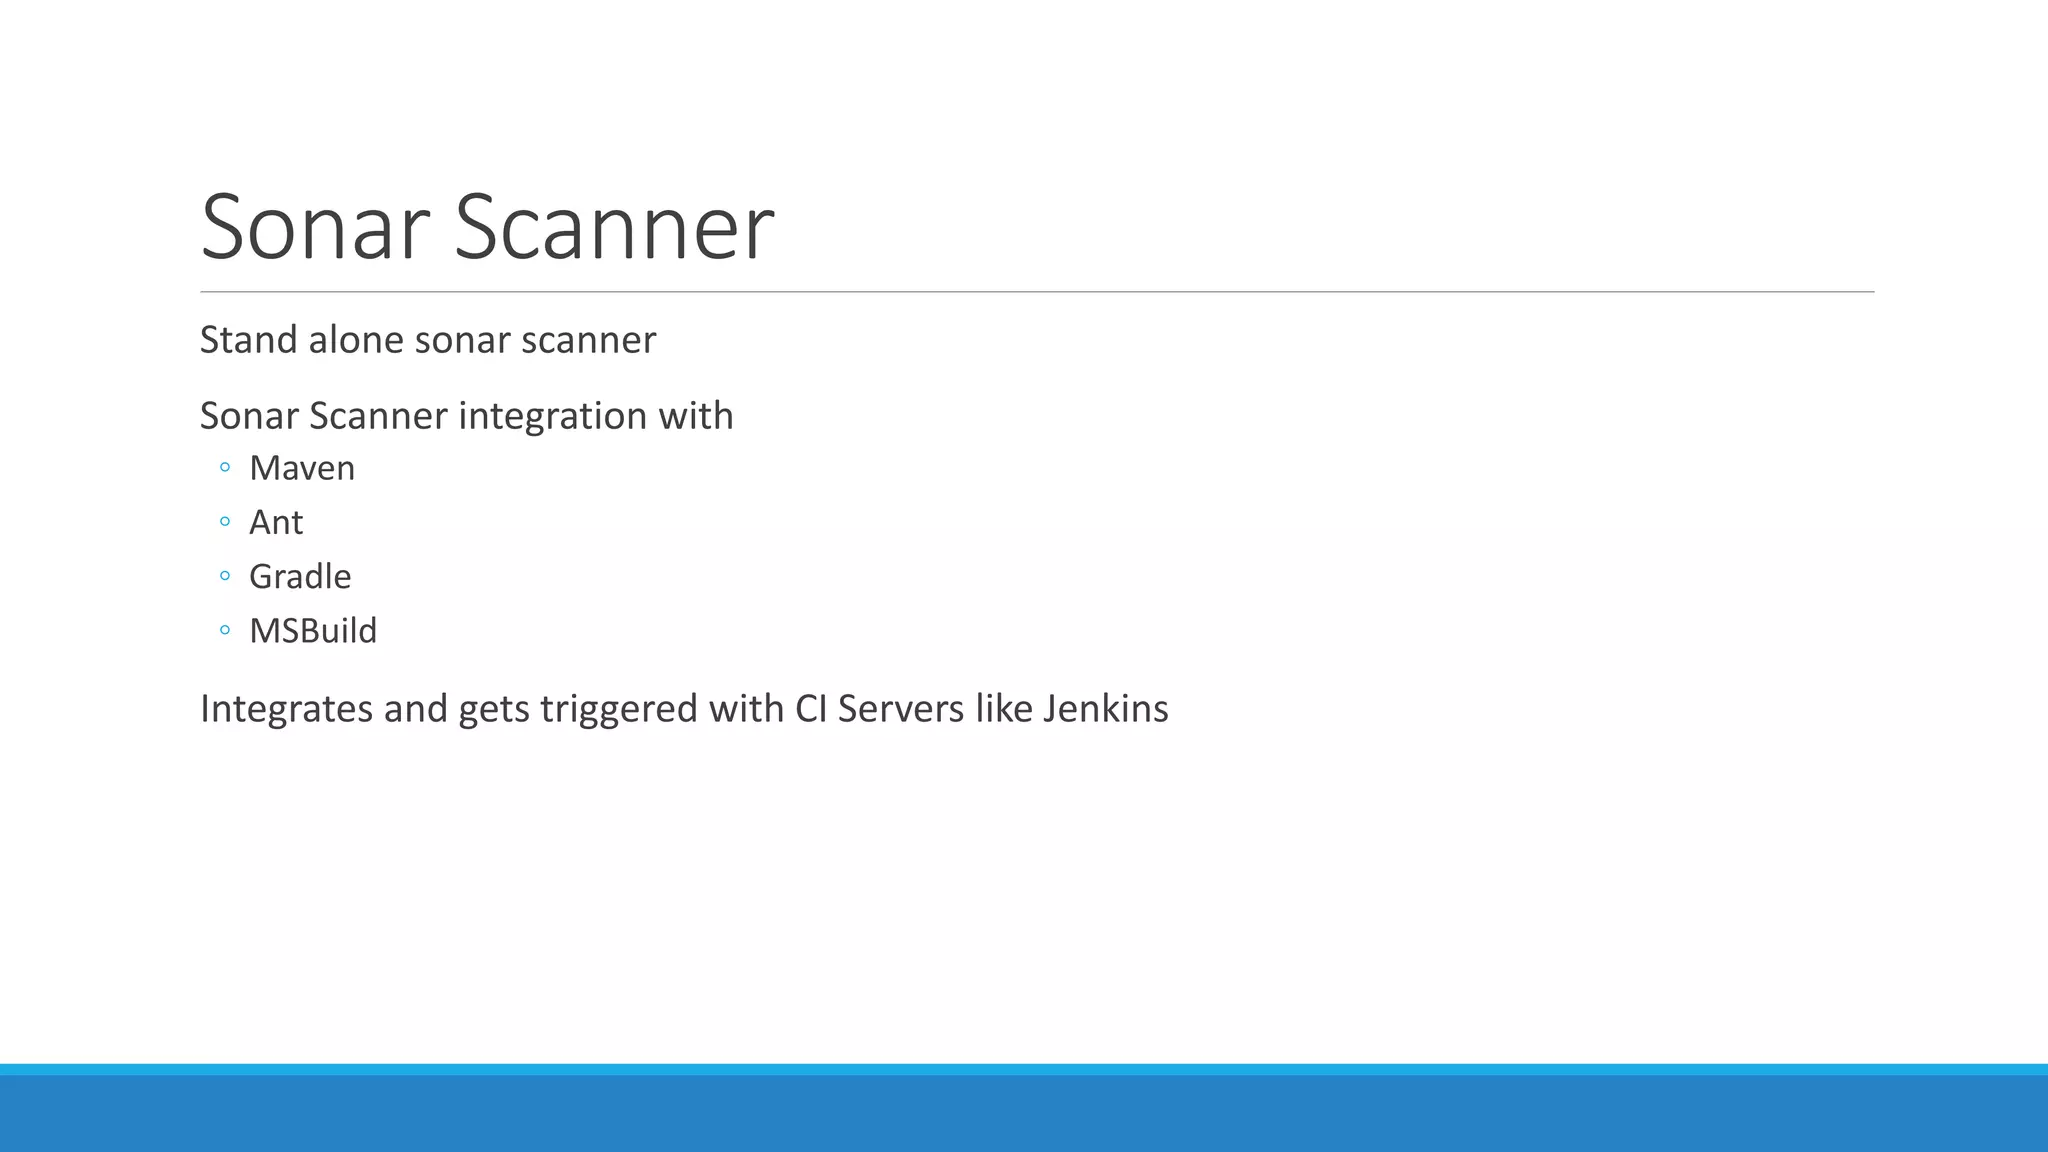 Sonar Scanner
Stand alone sonar scanner
Sonar Scanner integration with
◦ Maven
◦ Ant
◦ Gradle
◦ MSBuild
Integrates and gets triggered with CI Servers like Jenkins